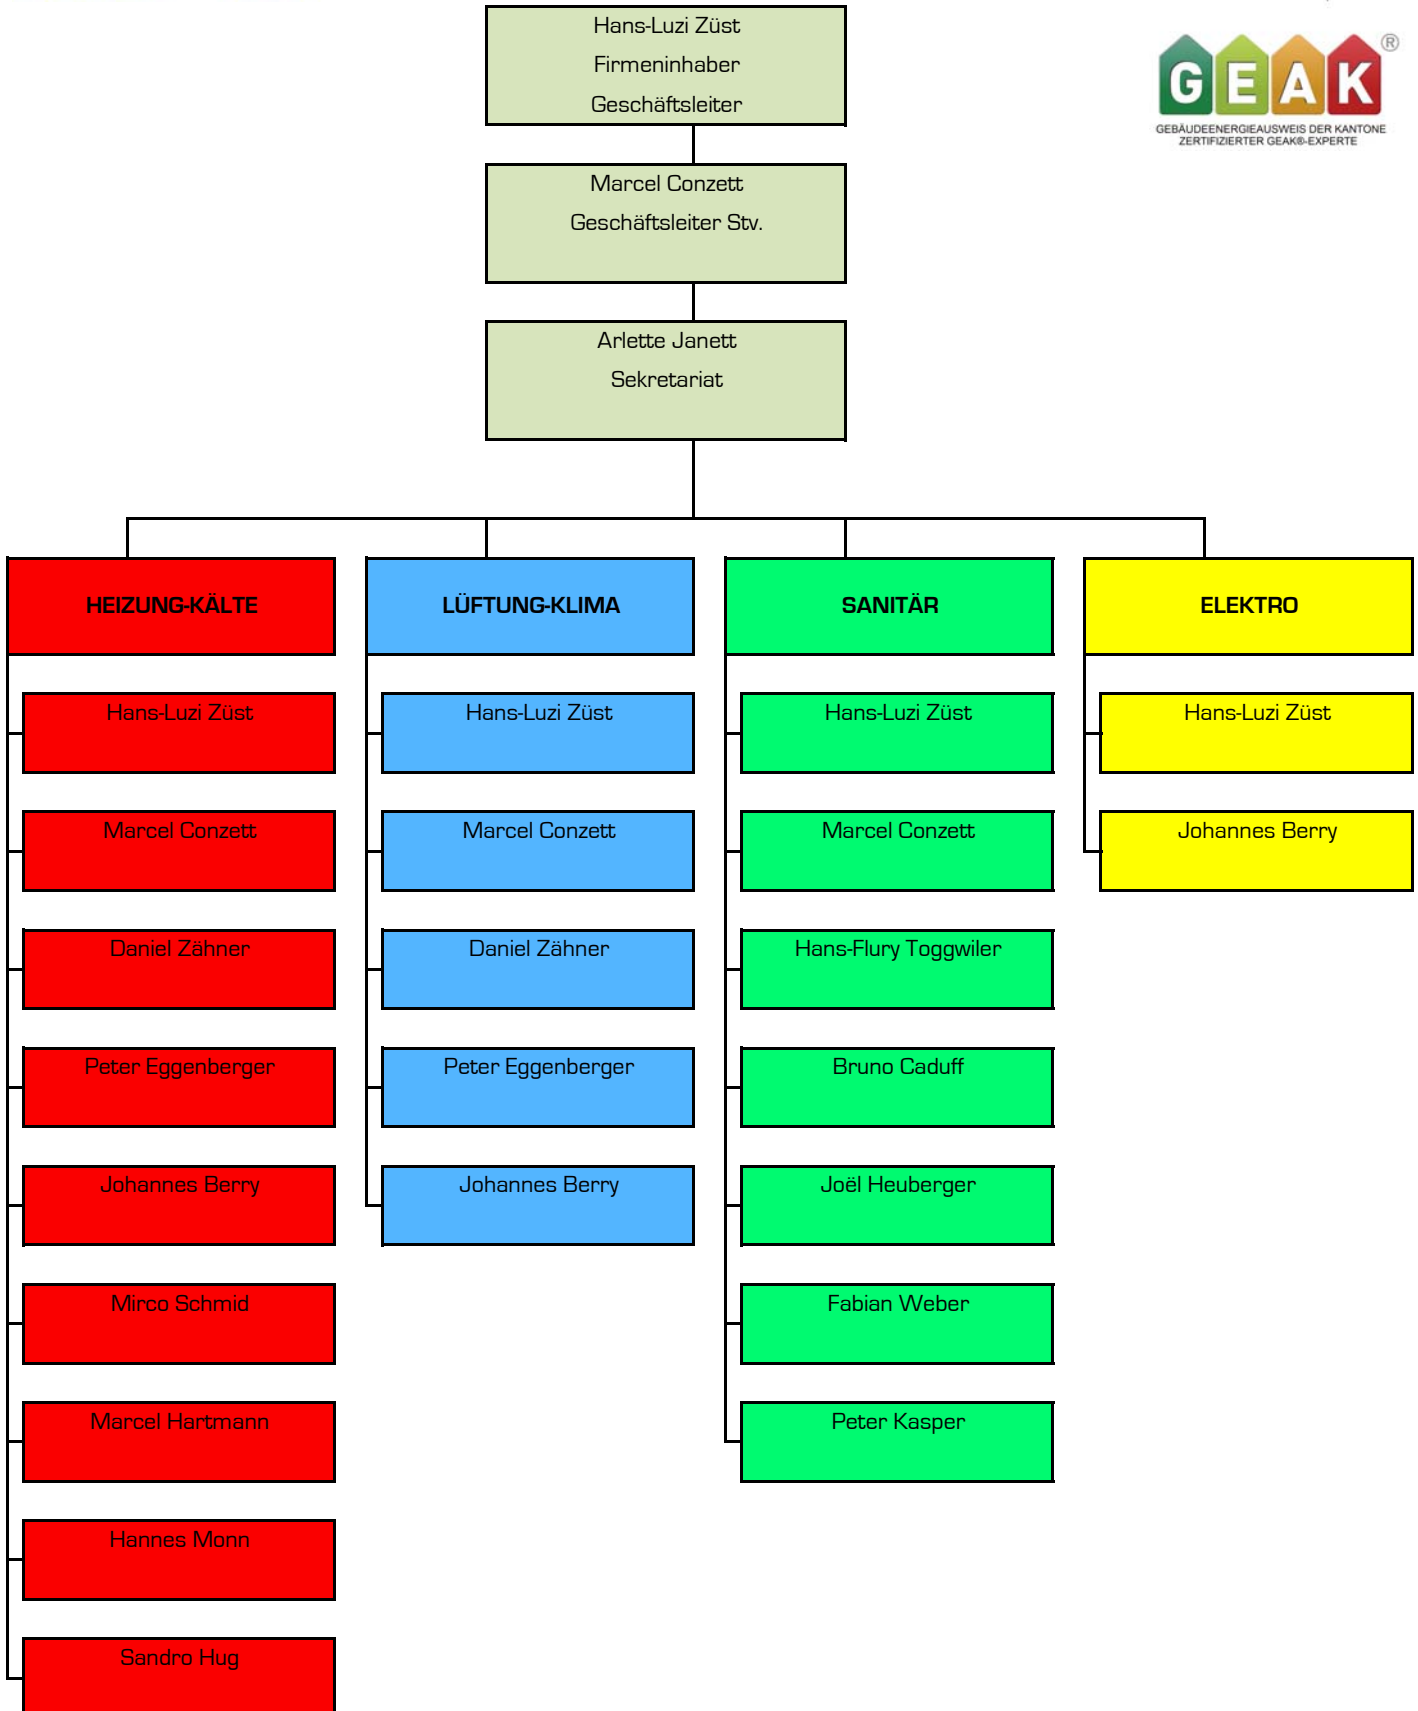 Hans-Luzi Züst
Firmeninhaber
Geschäftsleiter
GEAK®
GEBÄUDEENERGIEAUSWEIS DER KANTONE
ZERTIFIZIERTER GEAK®-EXPERTE
Marcel Conzett
Geschäftsleiter Stv.
Arlette Janett
Sekretariat
HEIZUNG-KÄLTE
Hans-Luzi Züst
Marcel Conzett
Daniel Zähner
Peter Eggenberger
Johannes Berry
Mirco Schmid
Marcel Hartmann
Hannes Monn
Sandro Hug
LÜFTUNG-KLIMA
Hans-Luzi Züst
Marcel Conzett
Daniel Zähner
Peter Eggenberger
Johannes Berry
SANITÄR
Hans-Luzi Züst
Marcel Conzett
Hans-Flury Toggwiler
Bruno Caduff
Joël Heuberger
Fabian Weber
Peter Kasper
ELEKTRO
Hans-Luzi Züst
Johannes Berry